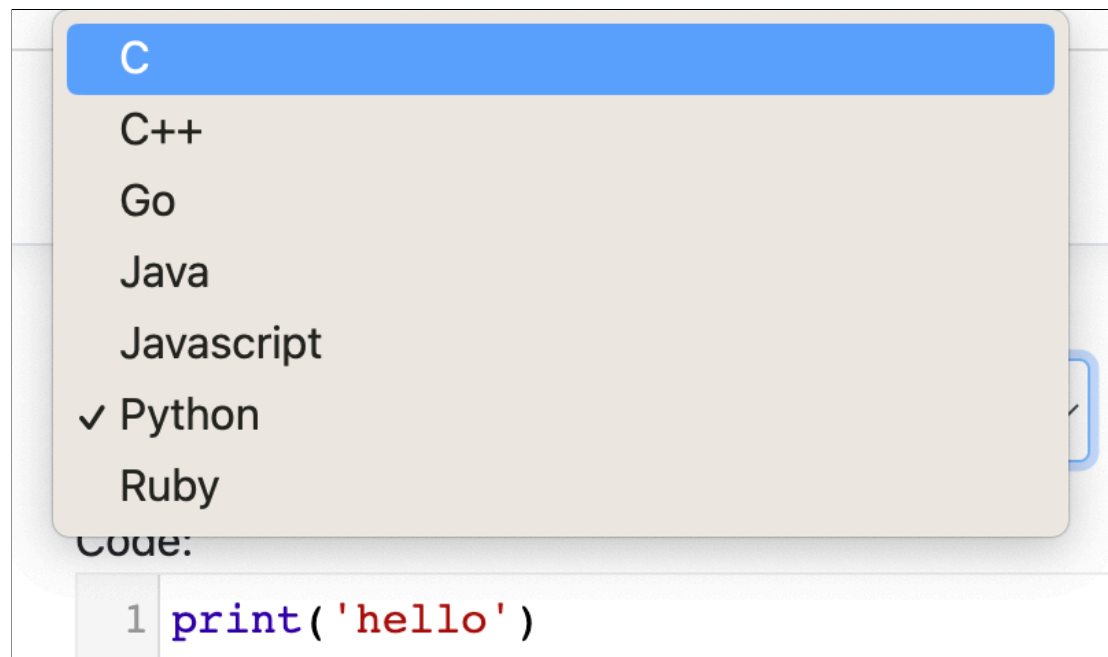 C
C++
Go
Java
Javascript
✓ Python
Ruby
Code:
1 print('hello')